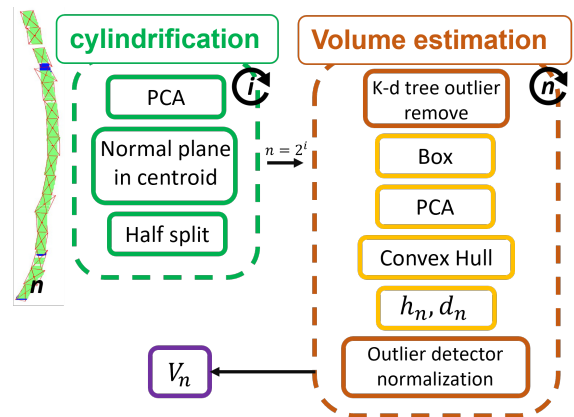 cylindrification
i
PCA
Normal plane
in centroid
Half split
n
n = 2^i
Volume estimation
n
K-d tree outlier
remove
Box
PCA
Convex Hull
h_n, d_n
Outlier detector
normalization
V_n